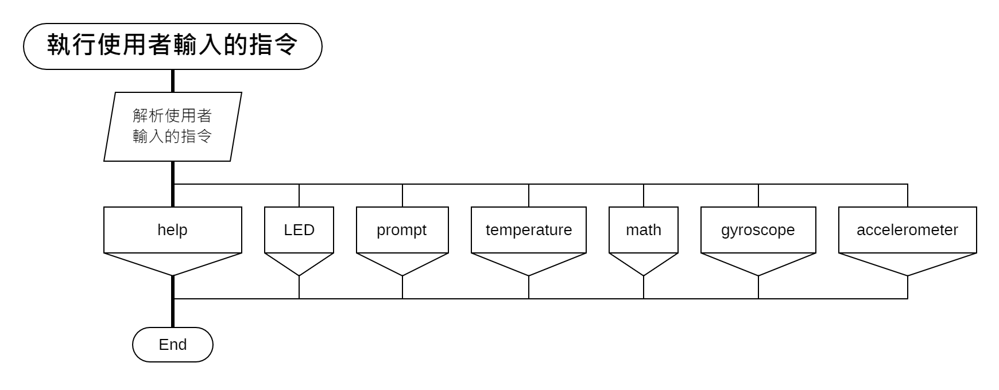 執行使用者輸入的指令
解析使用者
輸入的指令
help
LED
prompt
temperature
math
gyroscope
accelerometer
End